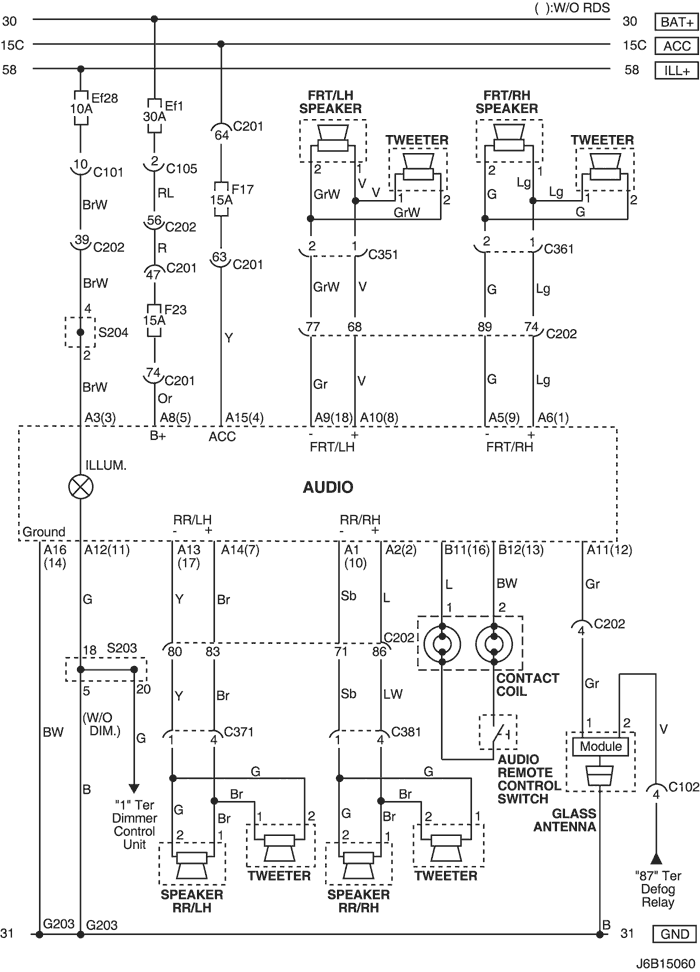 ( ):W/O RDS
30 30 BAT+
15C 15C ACC
58 58 ILL+
Ef28
10A
Ef1
30A
64 C201
FRT/LH
SPEAKER
TWEETER
FRT/RH
SPEAKER
TWEETER
10 C101
2 C105
F17
15A
2 1
V
V
1 2
GrW
GrW
2 1
Lg
Lg
1 2
G
G
BrW
RL
56 C202
39 C202
R
47 C201
63 C201
2 1 C351
2 1 C361
BrW
F23
15A
GrW V
G Lg
4
S204
2
Y
77 68
89 74 C202
74 C201
BrW
Or
Gr V
G Lg
A3(3) A8(5) A15(4) A9(18) A10(8) A5(9) A6(1)
B+ ACC
- +
FRT/LH
- +
FRT/RH
ILLUM.
AUDIO
Ground
RR/LH
- +
RR/RH
- +
A16
(14)
A12(11)
A13
(17)
A14(7)
A1
(10)
A2(2)
B11(16) B12(13) A11(12)
G Y Br Sb L L BW Gr
1 2
4 C202
80 83 71 86 C202
18 S203
5 20
CONTACT
COIL
Y Br Sb LW Gr
(W/O
DIM.)
BW
G
1 4 C371
1 4 C381
1 2
V
Module
AUDIO
REMOTE
CONTROL
SWITCH
GLASS
ANTENNA
4 C102
B
G
Br
G
Br
2 1
1 2
G
Br
G
Br
2 1
2 1
"1" Ter
Dimmer
Control
Unit
TWEETER
TWEETER
SPEAKER
RR/LH
SPEAKER
RR/RH
"87" Ter
Defog
Relay
31 G203 G203 B 31 GND
J6B15060